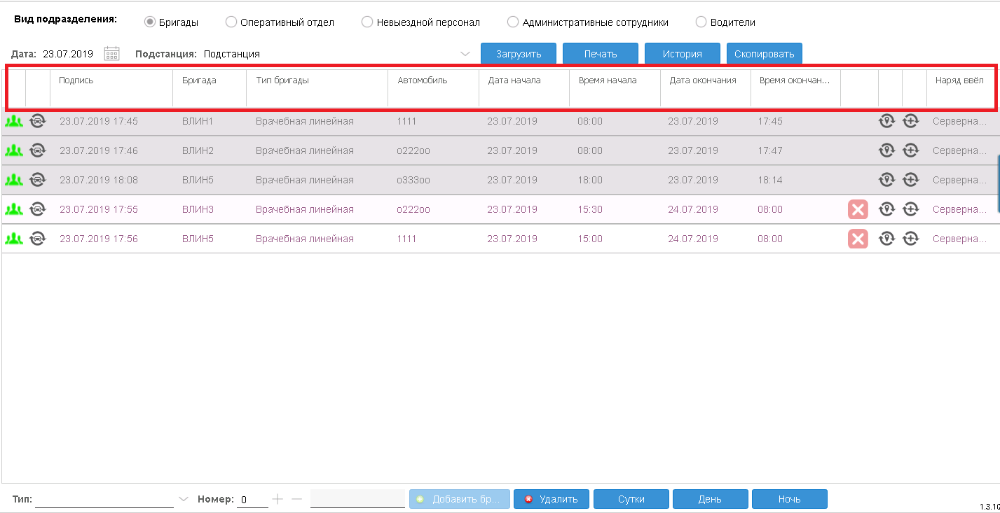 Вид подразделения: Бригады Оперативный отдел Невыездной персонал Административные сотрудники Водители
Дата: 23.07.2019 Подстанция: Подстанция Загрузить Печать История Скопировать
Подпись Бригада Тип бригады Автомобиль Дата начала Время начала Дата окончания Время окончан... Наряд ввёл
23.07.2019 17:45 ВЛИН1 Врачебная линейная 1111 23.07.2019 08:00 23.07.2019 17:45 Серверна...
23.07.2019 17:46 ВЛИН2 Врачебная линейная о222оо 23.07.2019 08:00 23.07.2019 17:47 Серверна...
23.07.2019 18:08 ВЛИН5 Врачебная линейная о333оо 23.07.2019 18:00 23.07.2019 18:14 Серверна...
23.07.2019 17:55 ВЛИН3 Врачебная линейная о222оо 23.07.2019 15:30 24.07.2019 08:00 Серверна...
23.07.2019 17:56 ВЛИН5 Врачебная линейная 1111 23.07.2019 15:00 24.07.2019 08:00 Серверна...
Тип: Номер: 0 Добавить бр... Удалить Сутки День Ночь
1.3.10